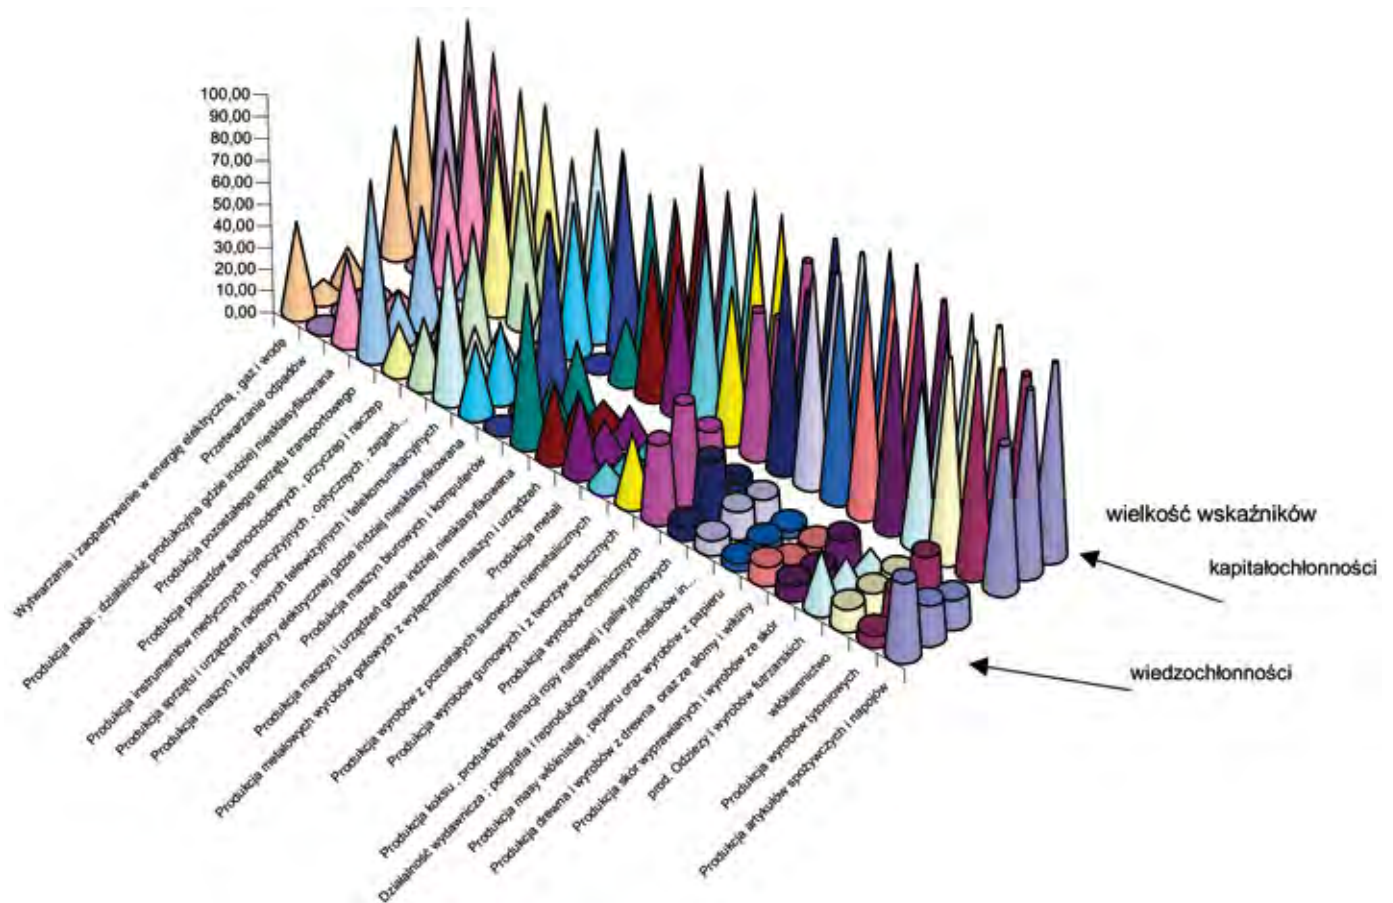 100,00
90,00
80,00
70,00
60,00
50,00
40,00
30,00
20,00
10,00
0,00
Wytwarzanie i zaopatrywanie w energię elektryczną , gaz i wodę
Przetwarzanie odpadów
Produkcja mebli ; działalność produkcyjna gdzie indziej niesklasyfikowana
Produkcja pozostałego sprzętu transportowego
Produkcja pojazdów samochodowych , przyczep i naczep
Produkcja instrumentów medycznych , precyzyjnych , optycznych , zegaró...
Produkcja sprzętu i urządzeń radiowych telewizyjnych i telekomunikacyjnych
Produkcja maszyn i aparatury elektrycznej gdzie indziej niesklasyfikowana
Produkcja maszyn biurowych i komputerów
Produkcja maszyn i urządzeń gdzie indziej niesklasyfikowana
Produkcja metalowych wyrobów gotowych z wyłączeniem maszyn i urządzeń
Produkcja metali
Produkcja wyrobów z pozostałych surowców niemetalicznych
Produkcja wyrobów gumowych i z tworzyw sztucznych
Produkcja wyrobów chemicznych
Produkcja koksu , produktów rafinacji ropy naftowej i paliw jądrowych
Działalność wydawnicza ; poligrafia i reprodukcja zapisanych nośników in...
Produkcja masy włóknistej , papieru oraz wyrobów z papieru
Produkcja drewna i wyrobów z drewna oraz ze słomy i wikliny
Produkcja skór wyprawianych i wyrobów ze skór
prod. Odzieży i wyrobów futrzanskich
włókiennictwo
Produkcja wyrobów tytoniowych
Produkcja artykułów spożywczych i napojów
wielkość wskaźników
kapitałochłonności
wiedzochłonności